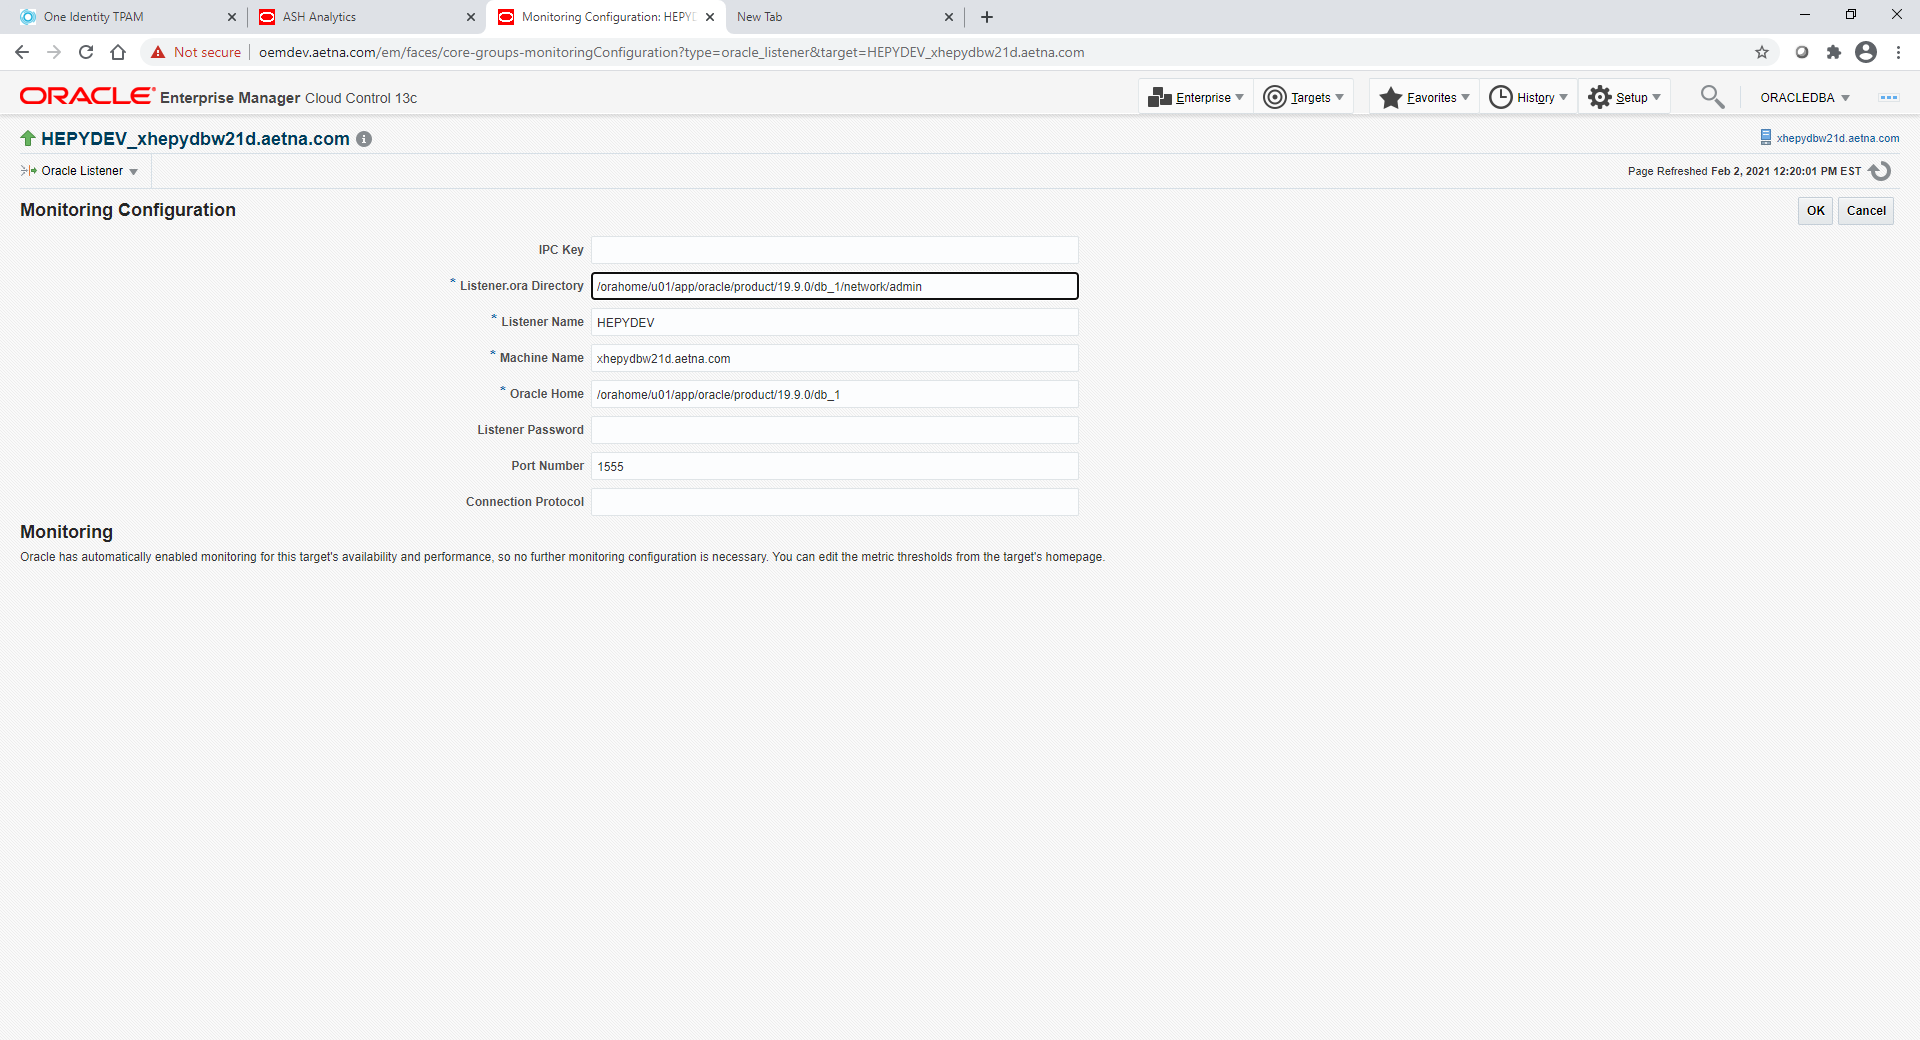 One Identity TPAM
ASH Analytics
Monitoring Configuration: HEPYD
New Tab
Not secure
oemdev.aetna.com/em/faces/core-groups-monitoringConfiguration?type=oracle_listener&target=HEPYDEV_xhepydbw21d.aetna.com
ORACLE Enterprise Manager Cloud Control 13c
Enterprise
Targets
Favorites
History
Setup
ORACLEDBA
HEPYDEV_xhepydbw21d.aetna.com
xhepydbw21d.aetna.com
Oracle Listener
Page Refreshed Feb 2, 2021 12:20:01 PM EST
Monitoring Configuration
OK
Cancel
IPC Key
* Listener.ora Directory /orahome/u01/app/oracle/product/19.9.0/db_1/network/admin
* Listener Name HEPYDEV
* Machine Name xhepydbw21d.aetna.com
* Oracle Home /orahome/u01/app/oracle/product/19.9.0/db_1
Listener Password
Port Number 1555
Connection Protocol
Monitoring
Oracle has automatically enabled monitoring for this target's availability and performance, so no further monitoring configuration is necessary. You can edit the metric thresholds from the target's homepage.